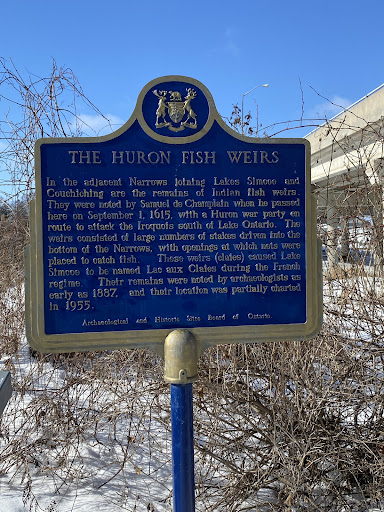 THE HURON FISH WEIRS
In the adjacent Narrows joining Lakes Simcoe and
Couchiching are the remains of Indian fish weirs.
They were noted by Samuel de Champlain when he passed
here on September 1, 1615, with a Huron war party en
route to attack the Iroquois south of Lake Ontario. The
weirs consisted of large numbers of stakes driven into the
bottom of the Narrows, with openings at which nets were
placed to catch fish. These weirs (claies) caused Lake
Simcoe to be named Lac aux Claies during the French
regime. Their remains were noted by archaeologists as
early as 1887, and their location was partially charted
in 1955.
Archaeological and Historic Sites Board of Ontario.